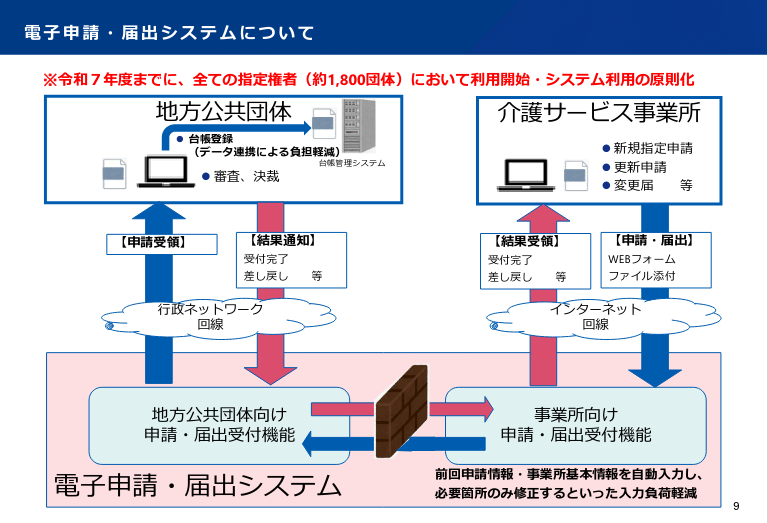 電子申請・届出システムについて
※令和７年度までに、全ての指定権者（約1,800団体）において利用開始・システム利用の原則化
地方公共団体
● 台帳登録
（データ連携による負担軽減）
台帳管理システム
● 審査、決裁
介護サービス事業所
● 新規指定申請
● 更新申請
● 変更届　等
【申請受領】
【結果通知】
受付完了
差し戻し　等
【結果受領】
受付完了
差し戻し　等
【申請・届出】
WEBフォーム
ファイル添付
行政ネットワーク
回線
インターネット
回線
地方公共団体向け
申請・届出受付機能
事業所向け
申請・届出受付機能
電子申請・届出システム
前回申請情報・事業所基本情報を自動入力し、
必要箇所のみ修正するといった入力負荷軽減
9